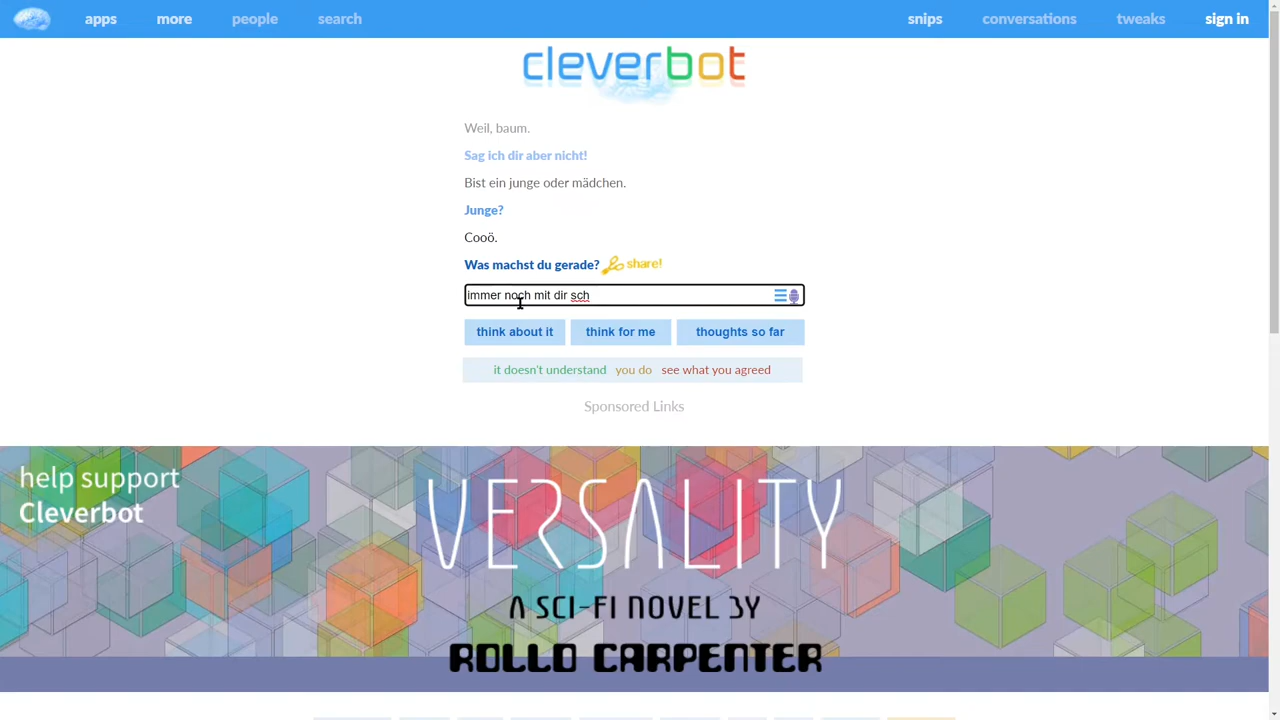 apps more people search snips conversations tweaks sign in
cleverbot
Weil, baum.
Sag ich dir aber nicht!
Bist ein junge oder mädchen.
Junge?
Cooö.
Was machst du gerade? share!
immer noch mit dir sch
think about it think for me thoughts so far
it doesn't understand you do see what you agreed
Sponsored Links
help support
Cleverbot
VERSALITY
A SCI-FI NOVEL BY
ROLLO CARPENTER